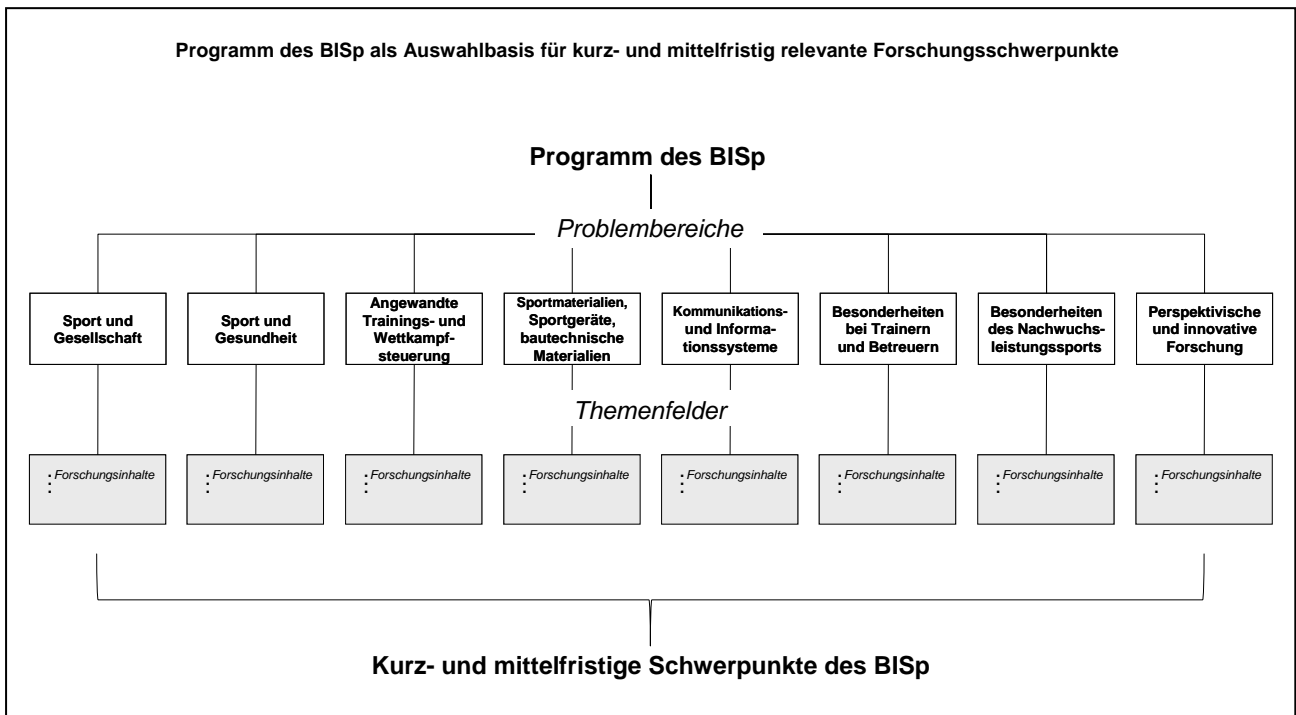 Programm des BISp als Auswahlbasis für kurz- und mittelfristig relevante Forschungsschwerpunkte
Programm des BISp
Problembereiche
Sport und
Gesellschaft
Sport und
Gesundheit
Angewandte
Trainings- und
Wettkampf-
steuerung
Sportmaterialien,
Sportgeräte,
bautechnische
Materialien
Kommunikations-
und Informa-
tionssysteme
Besonderheiten
bei Trainern
und Betreuern
Besonderheiten
des Nachwuchs-
leistungssports
Perspektivische
und innovative
Forschung
Themenfelder
Forschungsinhalte
Forschungsinhalte
Forschungsinhalte
Forschungsinhalte
Forschungsinhalte
Forschungsinhalte
Forschungsinhalte
Forschungsinhalte
Kurz- und mittelfristige Schwerpunkte des BISp